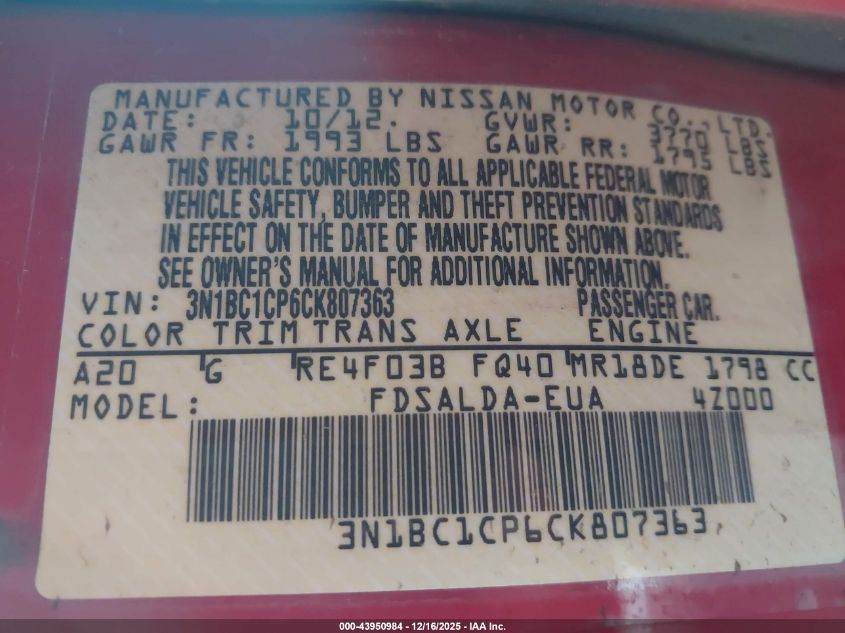 MANUFACTURED BY NISSAN MOTOR CO., LTD.
DATE: 10/12. GVWR: 3770 LBS
GAWR FR: 1993 LBS GAWR RR: 1795 LBS
THIS VEHICLE CONFORMS TO ALL APPLICABLE FEDERAL MOTOR
VEHICLE SAFETY, BUMPER AND THEFT PREVENTION STANDARDS
IN EFFECT ON THE DATE OF MANUFACTURE SHOWN ABOVE.
SEE OWNER'S MANUAL FOR ADDITIONAL INFORMATION.
VIN: 3N1BC1CP6CK807363 PASSENGER CAR.
COLOR TRIM TRANS AXLE ENGINE
A20 G RE4F03B FQ40 MR18DE 1798 CC
MODEL: FDSALDA-EUA 4Z000
3N1BC1CP6CK807363
000-43950984 - 12/16/2025 - IAA Inc.